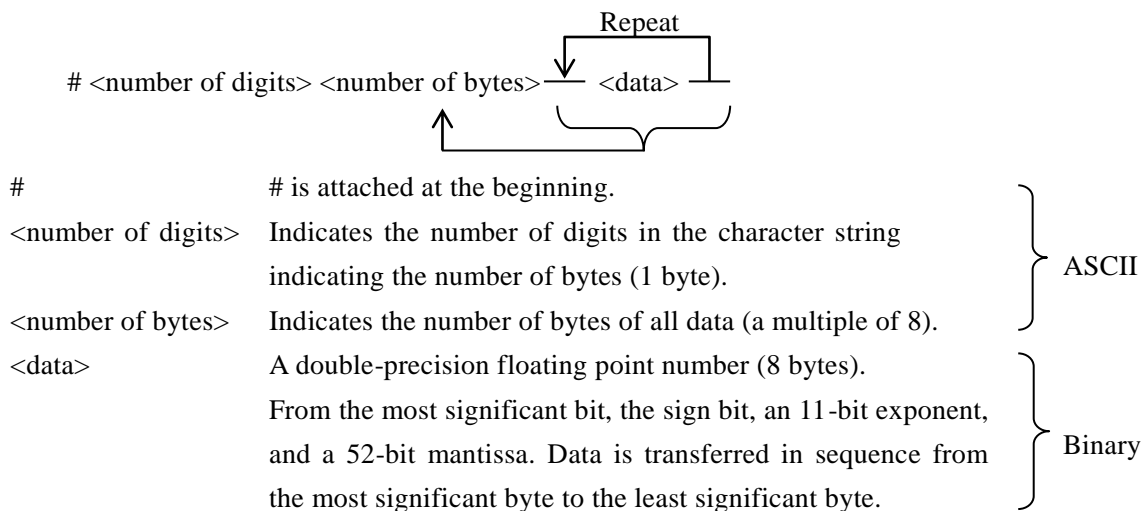 Repeat
# <number of digits> <number of bytes> <data>
# # is attached at the beginning.
<number of digits> Indicates the number of digits in the character string
indicating the number of bytes (1 byte).
ASCII
<number of bytes> Indicates the number of bytes of all data (a multiple of 8).
<data> A double-precision floating point number (8 bytes).
From the most significant bit, the sign bit, an 11-bit exponent,
and a 52-bit mantissa. Data is transferred in sequence from
Binary
the most significant byte to the least significant byte.